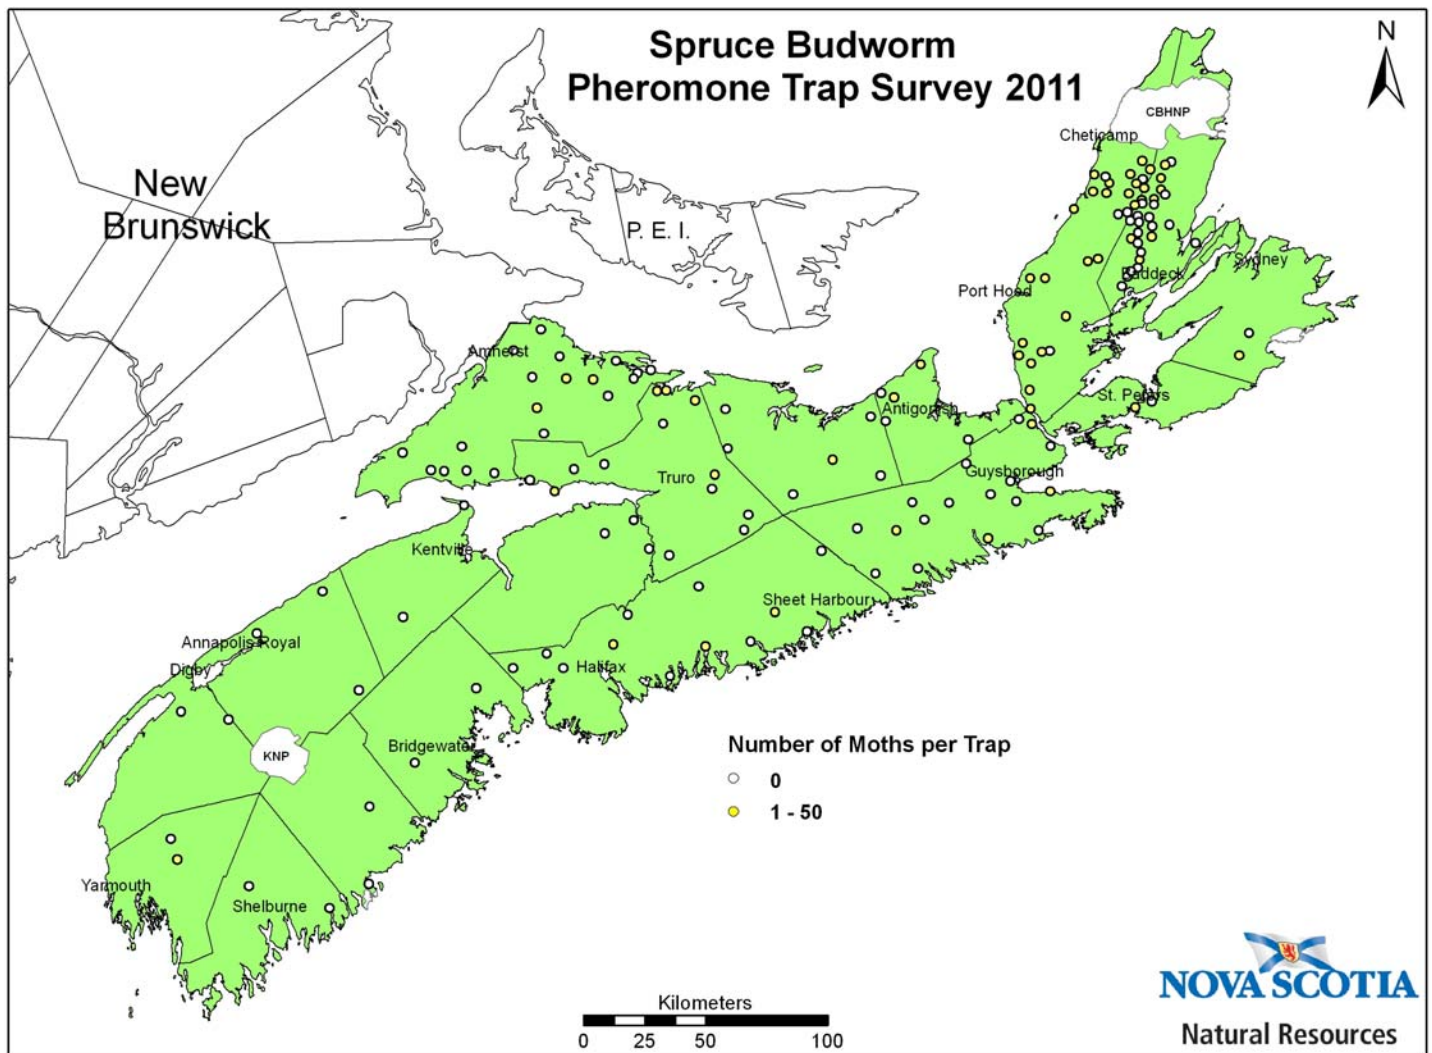 Spruce Budworm
Pheromone Trap Survey 2011
N
CBHNP
Cheticamp
New
Brunswick
P. E. I.
Sydney
Baddeck
Port Hood
Amherst
St. Peters
Antigonish
Truro
Guysborough
Kentville
Sheet Harbour
Annapolis Royal
Digby
Halifax
Bridgewater
KNP
Number of Moths per Trap
0
1 - 50
Yarmouth
Shelburne
NOVA SCOTIA
Natural Resources
Kilometers
0 25 50 100